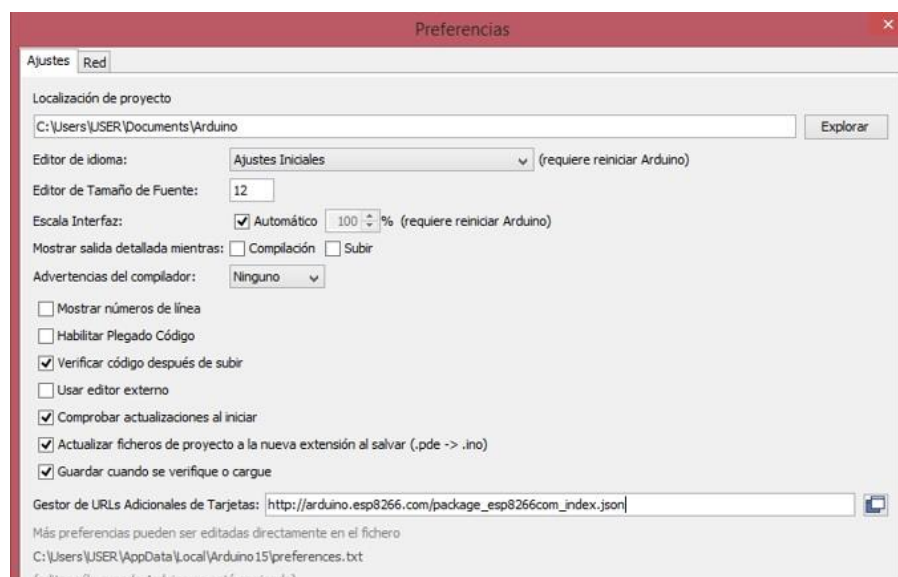 Preferencias
Ajustes Red
Localización de proyecto
C:\Users\USER\Documents\Arduino Explorar
Editor de idioma: Ajustes Iniciales (requiere reiniciar Arduino)
Editor de Tamaño de Fuente: 12
Escala Interfaz: Automático 100 % (requiere reiniciar Arduino)
Mostrar salida detallada mientras: Compilación Subir
Advertencias del compilador: Ninguno
Mostrar números de línea
Habilitar Plegado Código
Verificar código después de subir
Usar editor externo
Comprobar actualizaciones al iniciar
Actualizar ficheros de proyecto a la nueva extensión al salvar (.pde -> .ino)
Guardar cuando se verifique o cargue
Gestor de URLs Adicionales de Tarjetas: http://arduino.esp8266.com/package_esp8266com_index.json
Más preferencias pueden ser editadas directamente en el fichero
C:\Users\USER\AppData\Local\Arduino15\preferences.txt